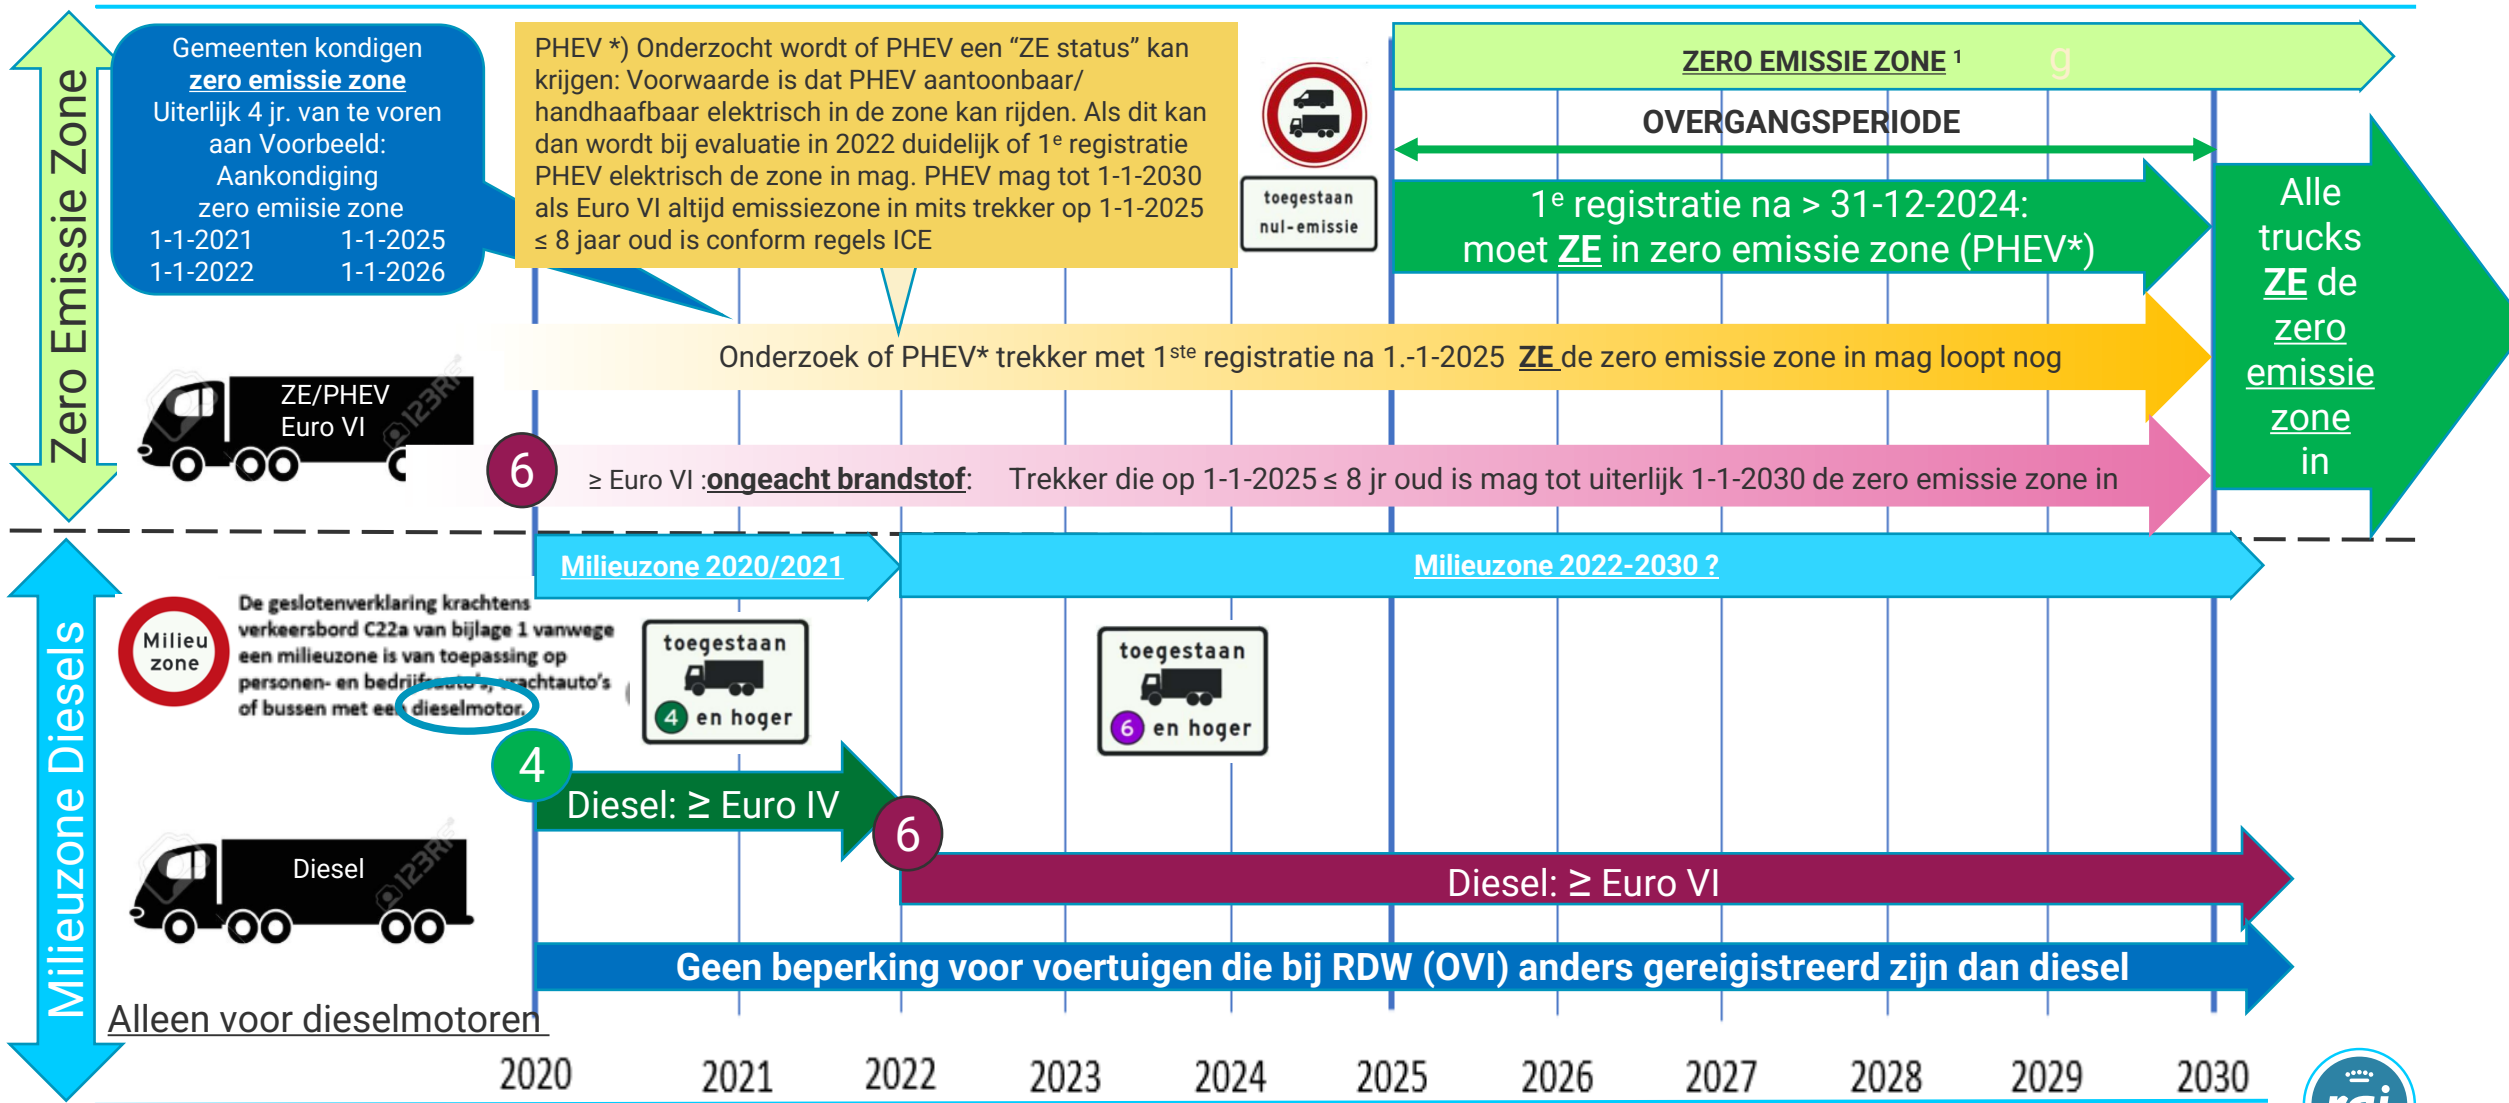 Zero Emissie Zone
Gemeenten kondigen
zero emissie zone
Uiterlijk 4 jr. van te voren
aan Voorbeeld:
Aankondiging
zero emiisie zone
1-1-2021 1-1-2025
1-1-2022 1-1-2026
PHEV *) Onderzocht wordt of PHEV een “ZE status” kan
krijgen: Voorwaarde is dat PHEV aantoonbaar/
handhaafbaar elektrisch in de zone kan rijden. Als dit kan
dan wordt bij evaluatie in 2022 duidelijk of 1e registratie
PHEV elektrisch de zone in mag. PHEV mag tot 1-1-2030
als Euro VI altijd emissiezone in mits trekker op 1-1-2025
≤ 8 jaar oud is conform regels ICE
toegestaan
nul-emissie
ZERO EMISSIE ZONE 1 g
OVERGANGSPERIODE
1e registratie na > 31-12-2024:
moet ZE in zero emissie zone (PHEV*)
Alle
trucks
ZE de
zero
emissie
zone
in
Onderzoek of PHEV* trekker met 1ste registratie na 1.-1-2025 ZE de zero emissie zone in mag loopt nog
ZE/PHEV
Euro VI
@123RF
6
≥ Euro VI :ongeacht brandstof: Trekker die op 1-1-2025 ≤ 8 jr oud is mag tot uiterlijk 1-1-2030 de zero emissie zone in
Milieuzone Diesels
Milieuzone 2020/2021
Milieuzone 2022-2030 ?
Milieu
zone
De geslotenverklaring krachtens
verkeersbord C22a van bijlage 1 vanwege
een milieuzone is van toepassing op
personen- en bedrijfsauto's, vrachtauto's
of bussen met een dieselmotor.
toegestaan
4 en hoger
toegestaan
6 en hoger
4
Diesel: ≥ Euro IV
6
Diesel: ≥ Euro VI
Diesel
@123RF
Geen beperking voor voertuigen die bij RDW (OVI) anders gereigistreerd zijn dan diesel
Alleen voor dieselmotoren
2020 2021 2022 2023 2024 2025 2026 2027 2028 2029 2030
rai